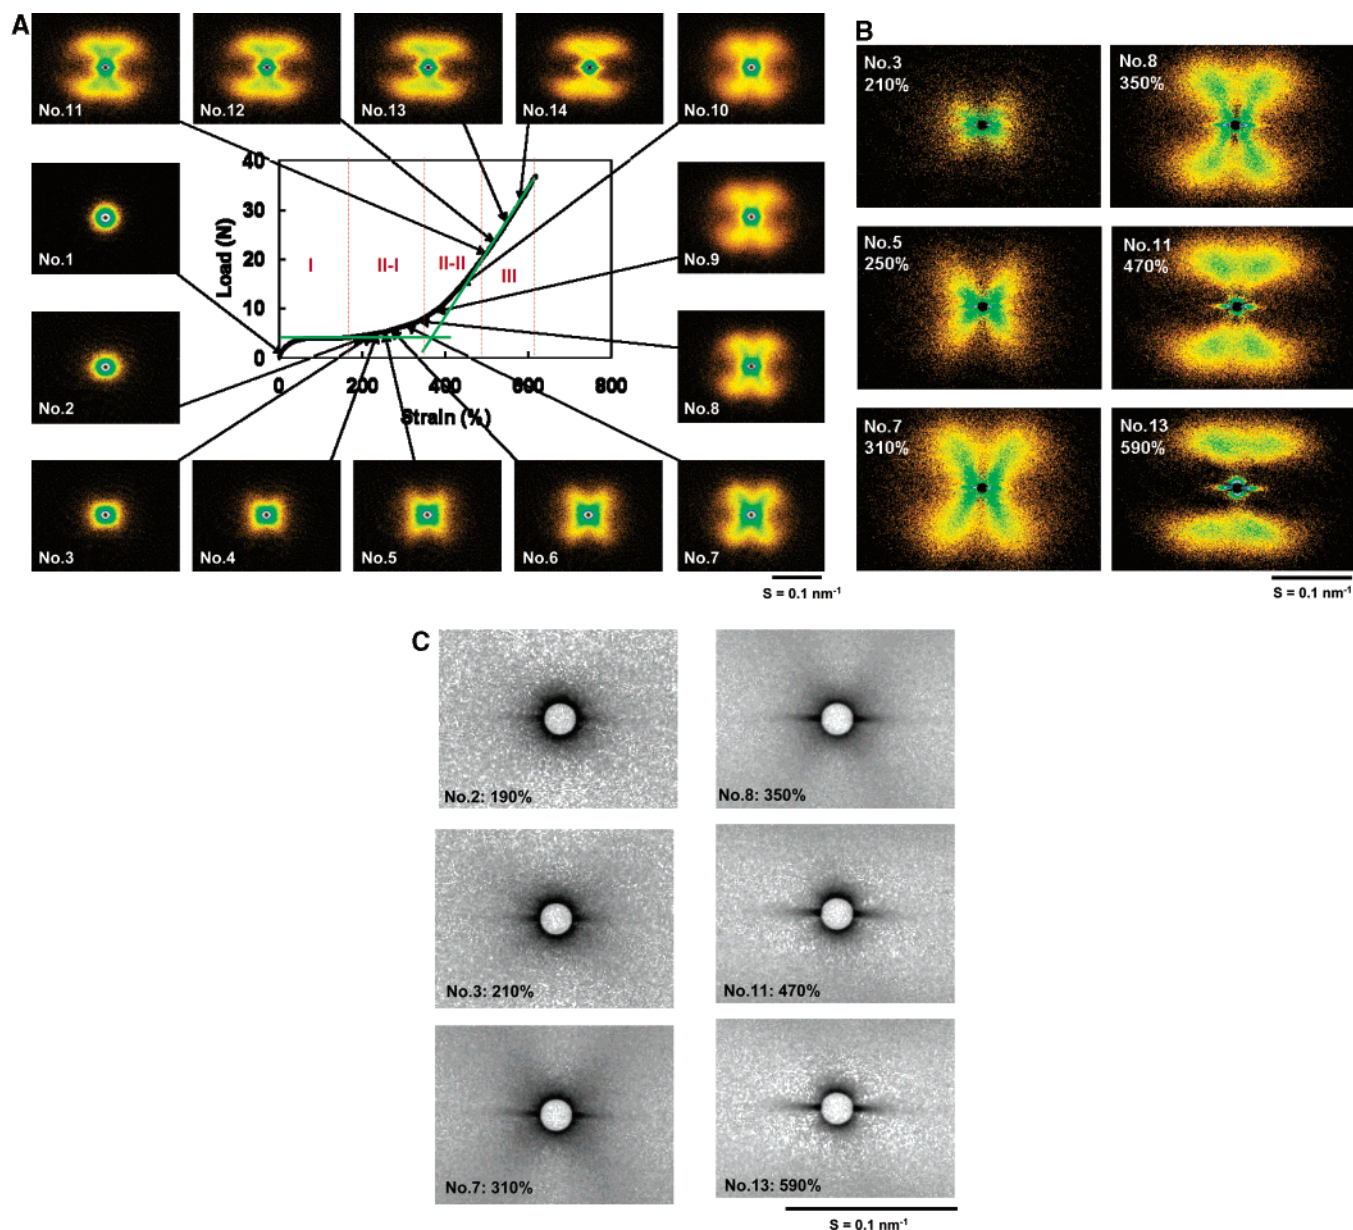 A
No.11
No.12
No.13
No.14
No.10
No.1
No.2
No.9
No.8
No.3
No.4
No.5
No.6
No.7
Load (N)
40
30
20
10
0
I
II-I
II-II
III
0
200
400
600
800
Strain (%)
S = 0.1 nm⁻¹
B
No.3
210%
No.8
350%
No.5
250%
No.11
470%
No.7
310%
No.13
590%
S = 0.1 nm⁻¹
C
No.2: 190%
No.8: 350%
No.3: 210%
No.11: 470%
No.7: 310%
No.13: 590%
S = 0.1 nm⁻¹